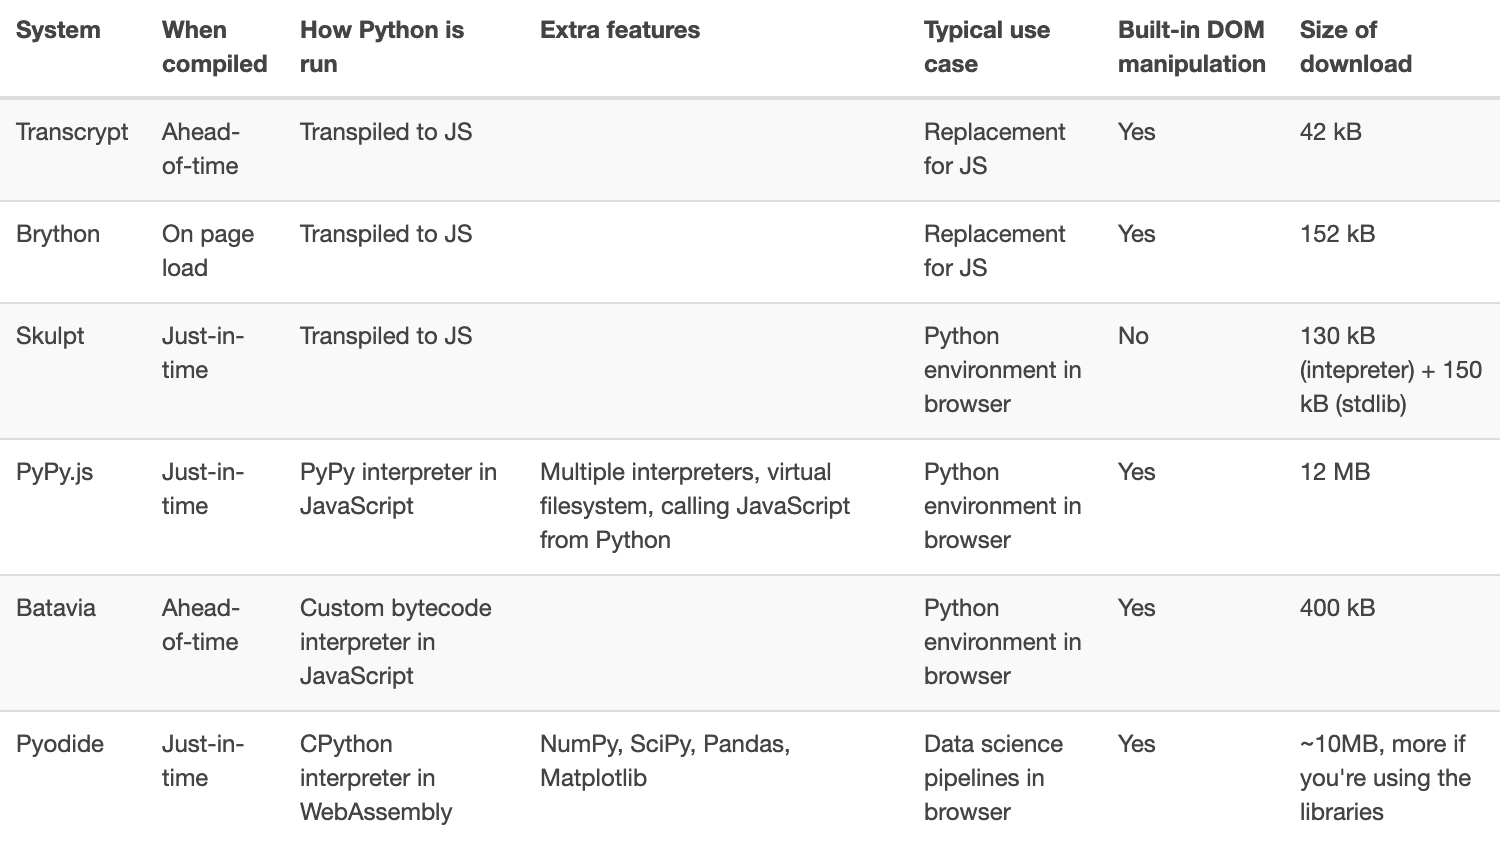 System When compiled How Python is run Extra features Typical use case Built-in DOM manipulation Size of download
Transcrypt Ahead-of-time Transpiled to JS Replacement for JS Yes 42 kB
Brython On page load Transpiled to JS Replacement for JS Yes 152 kB
Skulpt Just-in-time Transpiled to JS Python environment in browser No 130 kB (intepreter) + 150 kB (stdlib)
PyPy.js Just-in-time PyPy interpreter in JavaScript Multiple interpreters, virtual filesystem, calling JavaScript from Python Python environment in browser Yes 12 MB
Batavia Ahead-of-time Custom bytecode interpreter in JavaScript Python environment in browser Yes 400 kB
Pyodide Just-in-time CPython interpreter in WebAssembly NumPy, SciPy, Pandas, Matplotlib Data science pipelines in browser Yes ~10MB, more if you're using the libraries